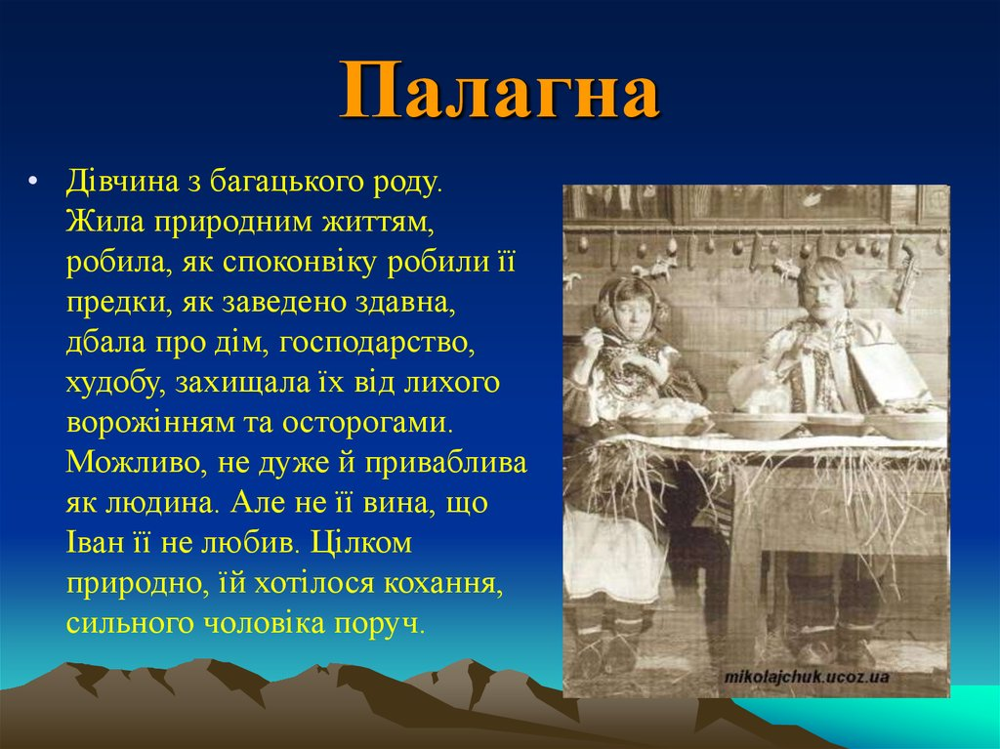 Палагна
• Дівчина з багацького роду.
Жила природним життям,
робила, як споконвіку робили її
предки, як заведено здавна,
дбала про дім, господарство,
худобу, захищала їх від лихого
ворожінням та осторогами.
Можливо, не дуже й приваблива
як людина. Але не її вина, що
Іван її не любив. Цілком
природно, їй хотілося кохання,
сильного чоловіка поруч.
mikolajchuk.ucoz.ua